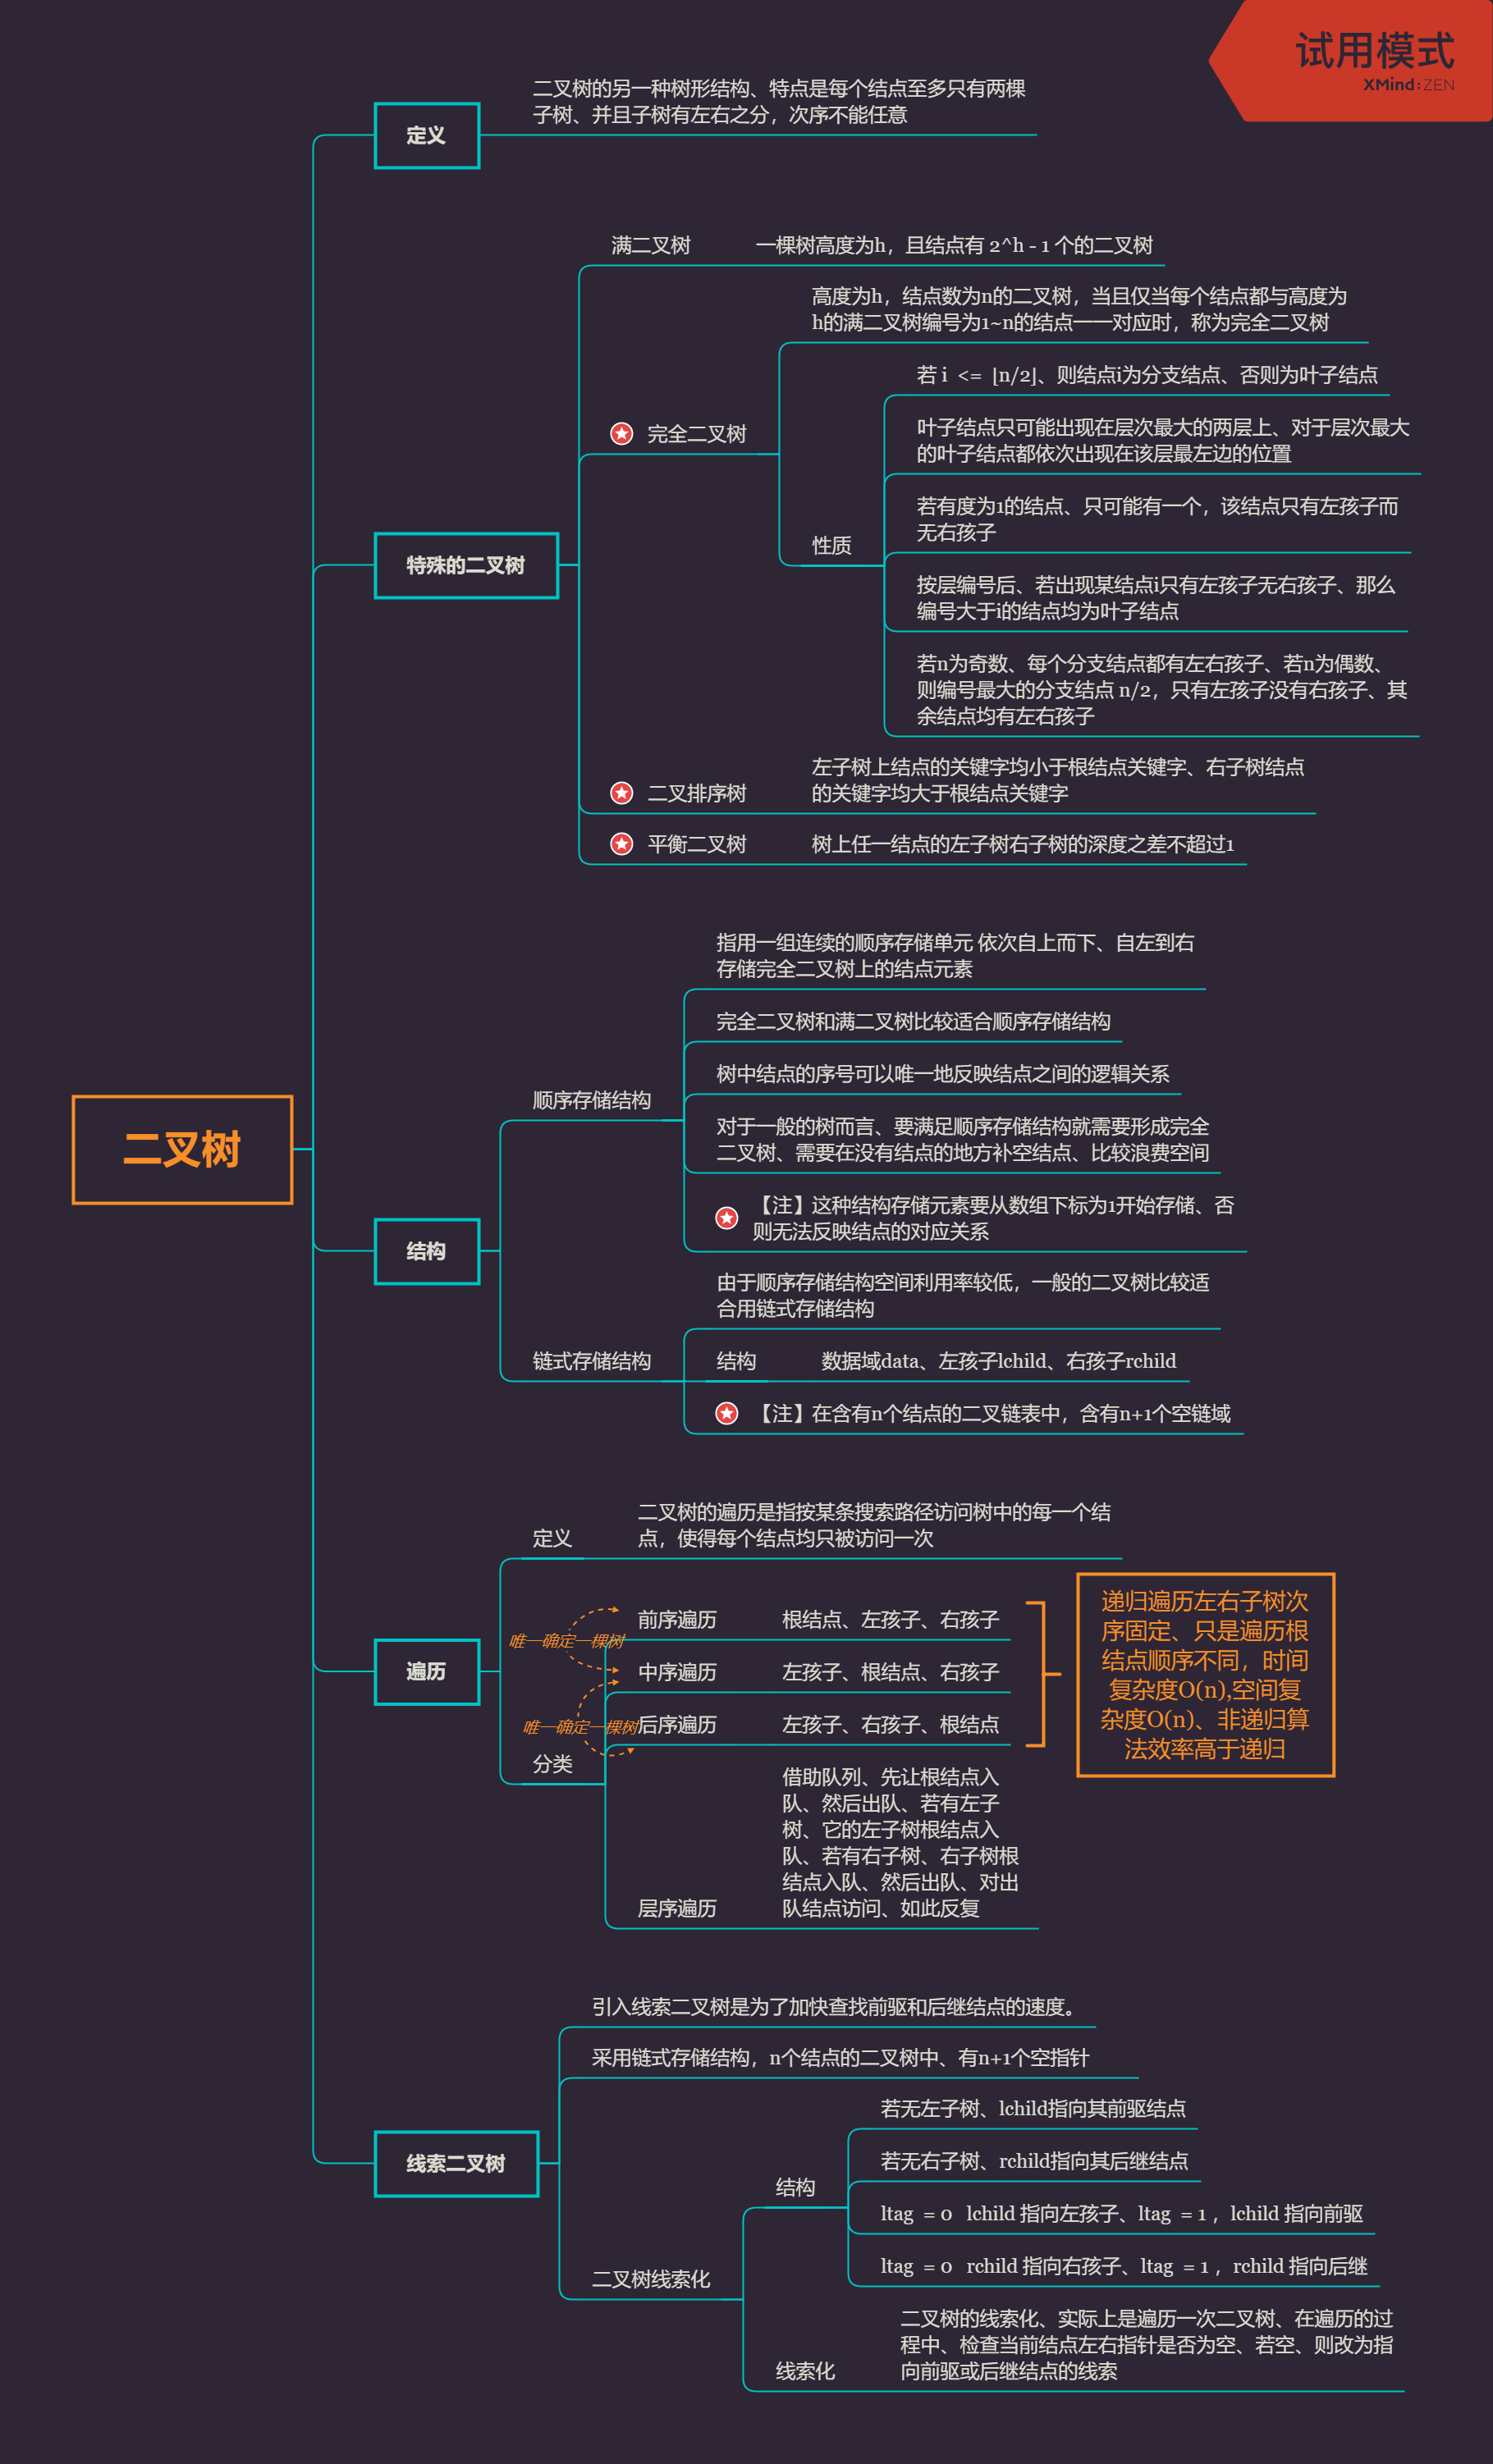 试用模式
XMind:ZEN
二叉树
定义
二叉树的另一种树形结构、特点是每个结点至多只有两棵
子树、并且子树有左右之分，次序不能任意
特殊的二叉树
满二叉树
一棵树高度为h，且结点有 2^h - 1 个的二叉树
完全二叉树
高度为h，结点数为n的二叉树，当且仅当每个结点都与高度为
h的满二叉树编号为1~n的结点一一对应时，称为完全二叉树
性质
若 i <= ⌊n/2⌋、则结点i为分支结点、否则为叶子结点
叶子结点只可能出现在层次最大的两层上、对于层次最大
的叶子结点都依次出现在该层最左边的位置
若有度为1的结点、只可能有一个，该结点只有左孩子而
无右孩子
按层编号后、若出现某结点i只有左孩子无右孩子、那么
编号大于i的结点均为叶子结点
若n为奇数、每个分支结点都有左右孩子、若n为偶数、
则编号最大的分支结点 n/2，只有左孩子没有右孩子、其
余结点均有左右孩子
二叉排序树
左子树上结点的关键字均小于根结点关键字、右子树结点
的关键字均大于根结点关键字
平衡二叉树
树上任一结点的左子树右子树的深度之差不超过1
结构
顺序存储结构
指用一组连续的顺序存储单元 依次自上而下、自左到右
存储完全二叉树上的结点元素
完全二叉树和满二叉树比较适合顺序存储结构
树中结点的序号可以唯一地反映结点之间的逻辑关系
对于一般的树而言、要满足顺序存储结构就需要形成完全
二叉树、需要在没有结点的地方补空结点、比较浪费空间
【注】这种结构存储元素要从数组下标为1开始存储、否
则无法反映结点的对应关系
链式存储结构
由于顺序存储结构空间利用率较低，一般的二叉树比较适
合用链式存储结构
结构
数据域data、左孩子lchild、右孩子rchild
【注】在含有n个结点的二叉链表中，含有n+1个空链域
遍历
定义
二叉树的遍历是指按某条搜索路径访问树中的每一个结
点，使得每个结点均只被访问一次
分类
前序遍历
根结点、左孩子、右孩子
唯一确定一棵树
中序遍历
左孩子、根结点、右孩子
唯一确定一棵树
后序遍历
左孩子、右孩子、根结点
递归遍历左右子树次
序固定、只是遍历根
结点顺序不同，时间
复杂度O(n),空间复
杂度O(n)、非递归算
法效率高于递归
层序遍历
借助队列、先让根结点入
队、然后出队、若有左子
树、它的左子树根结点入
队、若有右子树、右子树根
结点入队、然后出队、对出
队结点访问、如此反复
线索二叉树
引入线索二叉树是为了加快查找前驱和后继结点的速度。
采用链式存储结构，n个结点的二叉树中、有n+1个空指针
二叉树线索化
结构
若无左子树、lchild指向其前驱结点
若无右子树、rchild指向其后继结点
ltag = 0 lchild 指向左孩子、ltag = 1 ，lchild 指向前驱
ltag = 0 rchild 指向右孩子、ltag = 1 ，rchild 指向后继
线索化
二叉树的线索化、实际上是遍历一次二叉树、在遍历的过
程中、检查当前结点左右指针是否为空、若空、则改为指
向前驱或后继结点的线索